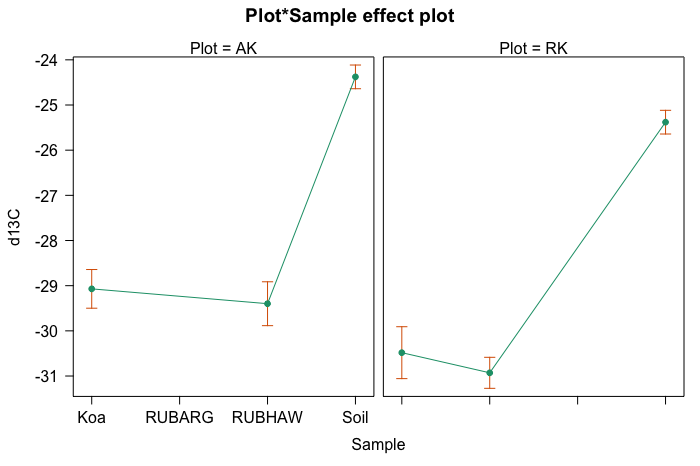 Plot*Sample effect plot
Plot = AK
Plot = RK
-24
-25
-26
-27
-28
-29
-30
-31
d13C
Koa RUBARG RUBHAW Soil
Sample